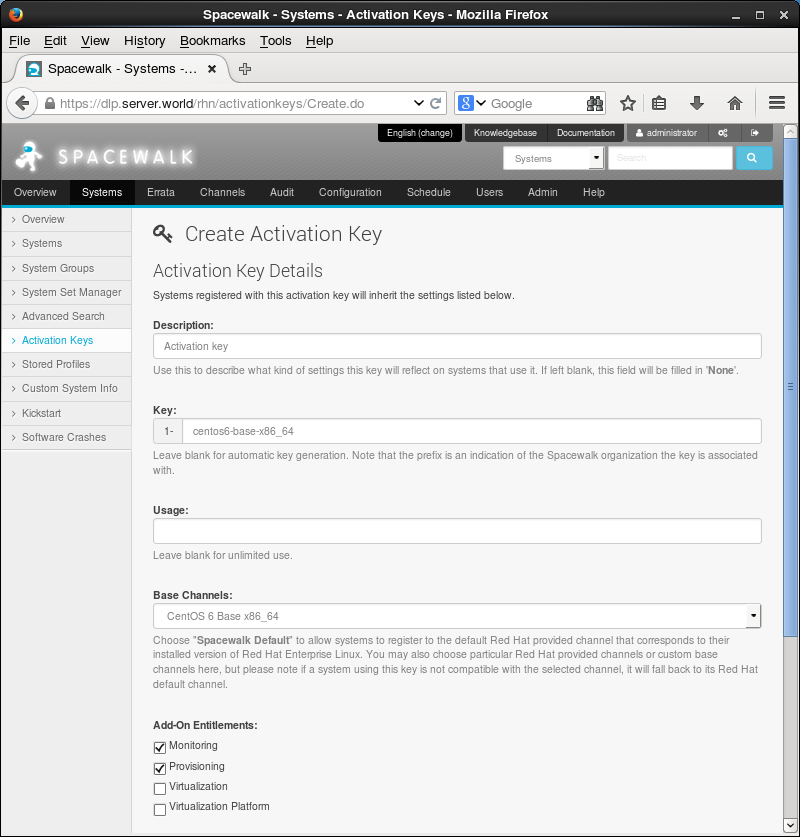 Spacewalk - Systems - Activation Keys - Mozilla Firefox
File Edit View History Bookmarks Tools Help
Spacewalk - Systems -...
https://dlp.server.world/rhn/activationkeys/Create.do
8 Google
English (change) Knowledgebase Documentation administrator
SPACEWALK
Systems Search
Overview Systems Errata Channels Audit Configuration Schedule Users Admin Help
Overview
Systems
System Groups
System Set Manager
Advanced Search
Activation Keys
Stored Profiles
Custom System Info
Kickstart
Software Crashes
Create Activation Key
Activation Key Details
Systems registered with this activation key will inherit the settings listed below.
Description:
Activation key
Use this to describe what kind of settings this key will reflect on systems that use it. If left blank, this field will be filled in 'None'.
Key:
1- centos6-base-x86_64
Leave blank for automatic key generation. Note that the prefix is an indication of the Spacewalk organization the key is associated
with.
Usage:
Leave blank for unlimited use.
Base Channels:
CentOS 6 Base x86_64
Choose "Spacewalk Default" to allow systems to register to the default Red Hat provided channel that corresponds to their
installed version of Red Hat Enterprise Linux. You may also choose particular Red Hat provided channels or custom base
channels here, but please note if a system using this key is not compatible with the selected channel, it will fall back to its Red Hat
default channel.
Add-On Entitlements:
Monitoring
Provisioning
Virtualization
Virtualization Platform